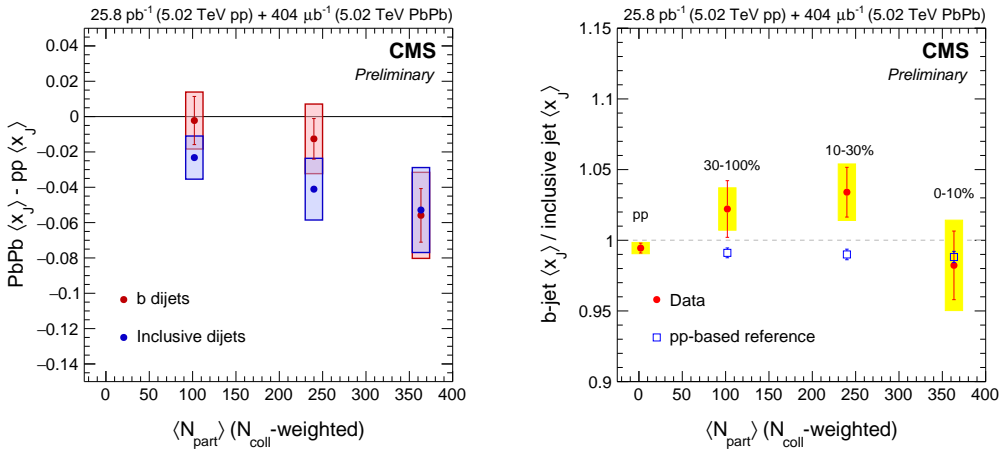 25.8 pb⁻¹ (5.02 TeV pp) + 404 μb⁻¹ (5.02 TeV PbPb)
CMS
Preliminary
PbPb ⟨x_J⟩ - pp ⟨x_J⟩
0.04
0.02
0
−0.02
−0.04
−0.06
−0.08
−0.1
−0.12
−0.14
b dijets
Inclusive dijets
0 50 100 150 200 250 300 350 400
⟨N_part⟩ (N_coll-weighted)
25.8 pb⁻¹ (5.02 TeV pp) + 404 μb⁻¹ (5.02 TeV PbPb)
CMS
Preliminary
b-jet ⟨x_J⟩ / inclusive jet ⟨x_J⟩
1.15
1.1
1.05
1
0.95
0.9
pp
30-100%
10-30%
0-10%
Data
pp-based reference
0 50 100 150 200 250 300 350 400
⟨N_part⟩ (N_coll-weighted)